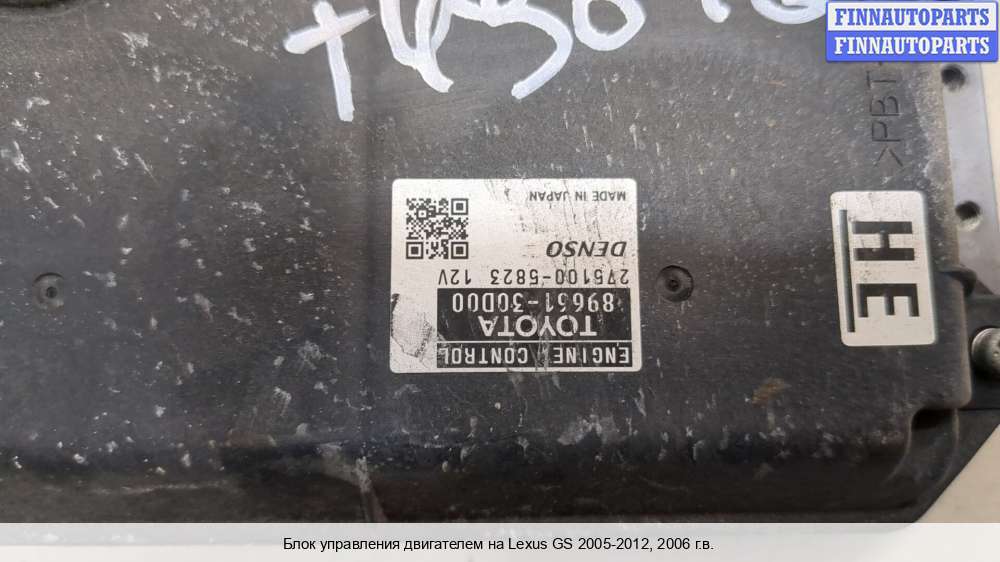 FINNAUTOPARTS
FINNAUTOPARTS
>PBT
HE
ENGINE CONTROL
TOYOTA
89661-30D00
275100-5823 12V
DENSO
MADE IN JAPAN
Блок управления двигателем на Lexus GS 2005-2012, 2006 г.в.